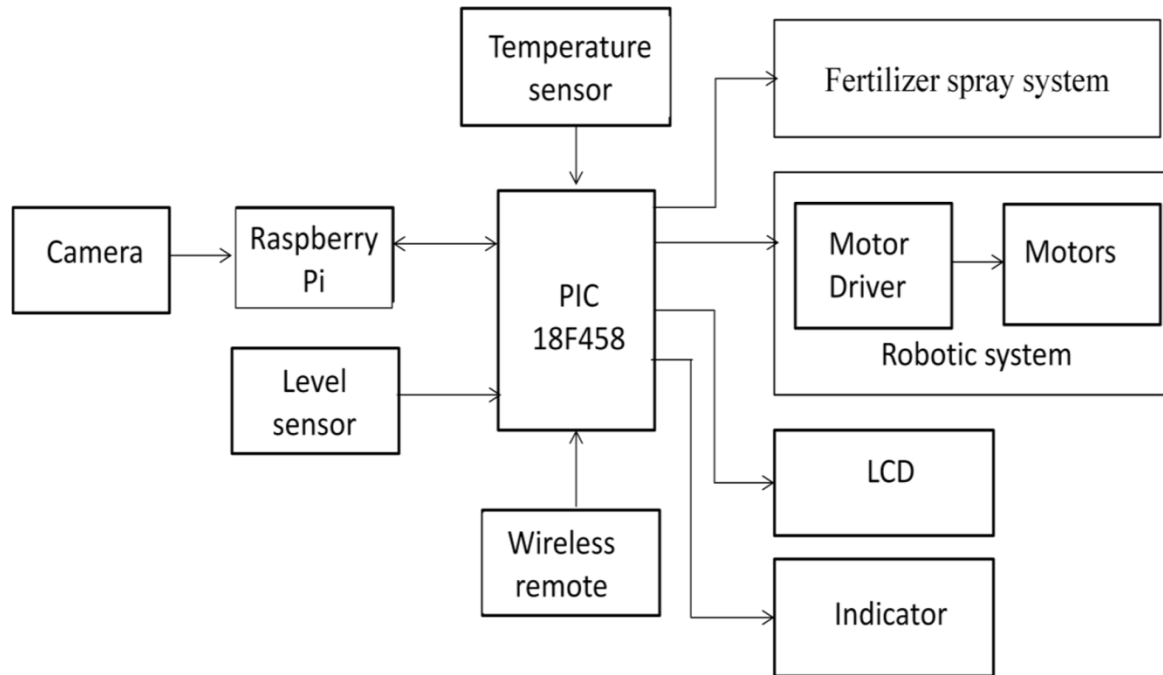 Temperature
sensor
Fertilizer spray system
Camera
Raspberry
Pi
PIC
18F458
Motor
Driver
Motors
Robotic system
Level
sensor
LCD
Wireless
remote
Indicator